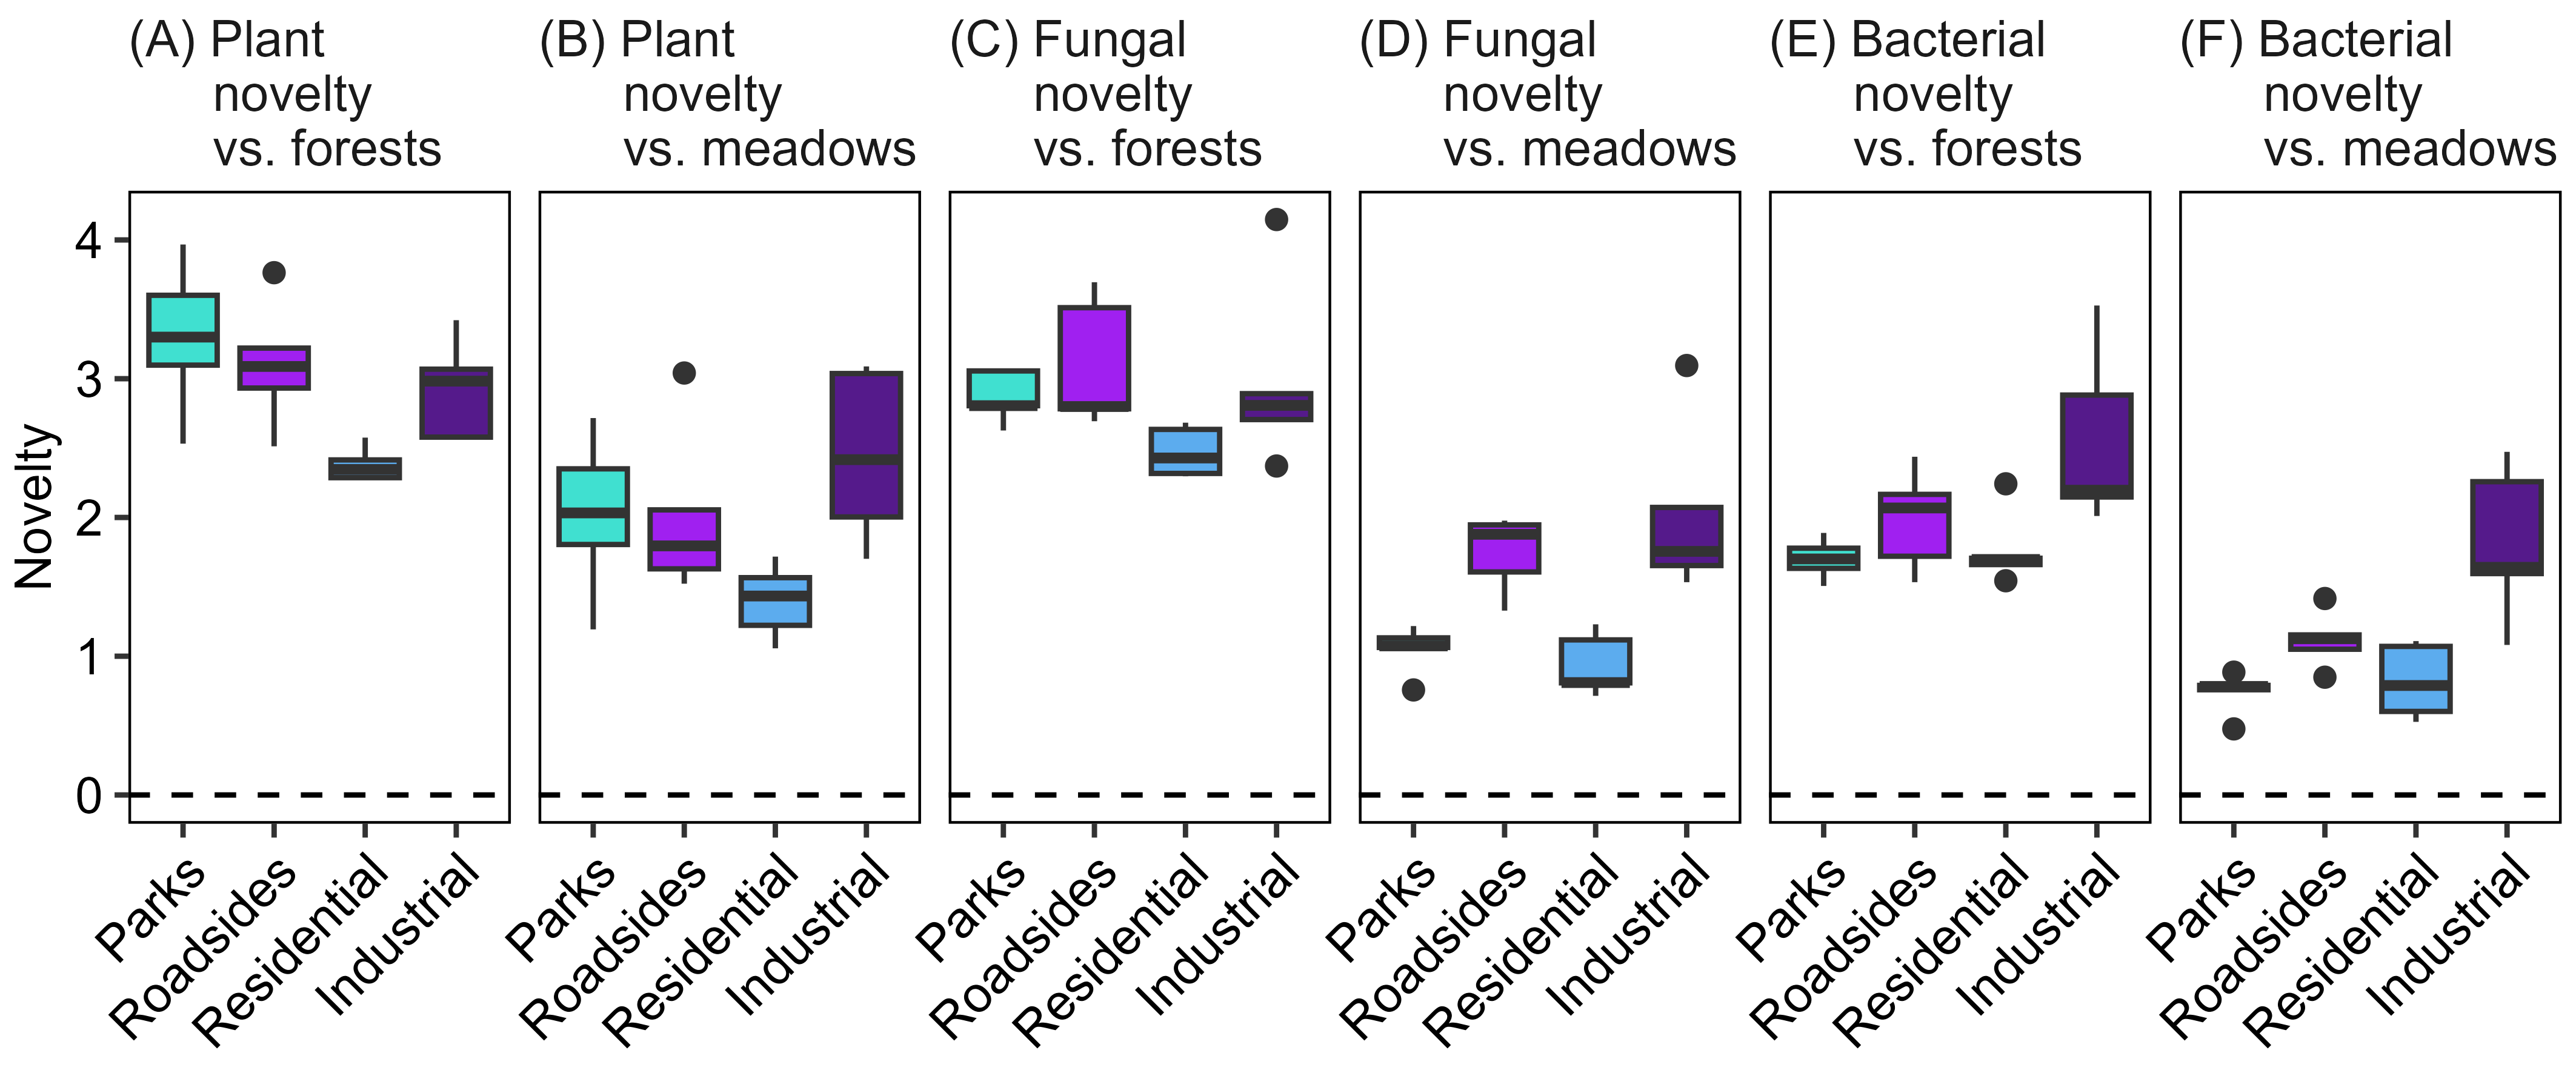 (A) Plant
novelty
vs. forests
(B) Plant
novelty
vs. meadows
(C) Fungal
novelty
vs. forests
(D) Fungal
novelty
vs. meadows
(E) Bacterial
novelty
vs. forests
(F) Bacterial
novelty
vs. meadows
Novelty
4
3
2
1
0
Parks
Roadsides
Residential
Industrial
Parks
Roadsides
Residential
Industrial
Parks
Roadsides
Residential
Industrial
Parks
Roadsides
Residential
Industrial
Parks
Roadsides
Residential
Industrial
Parks
Roadsides
Residential
Industrial